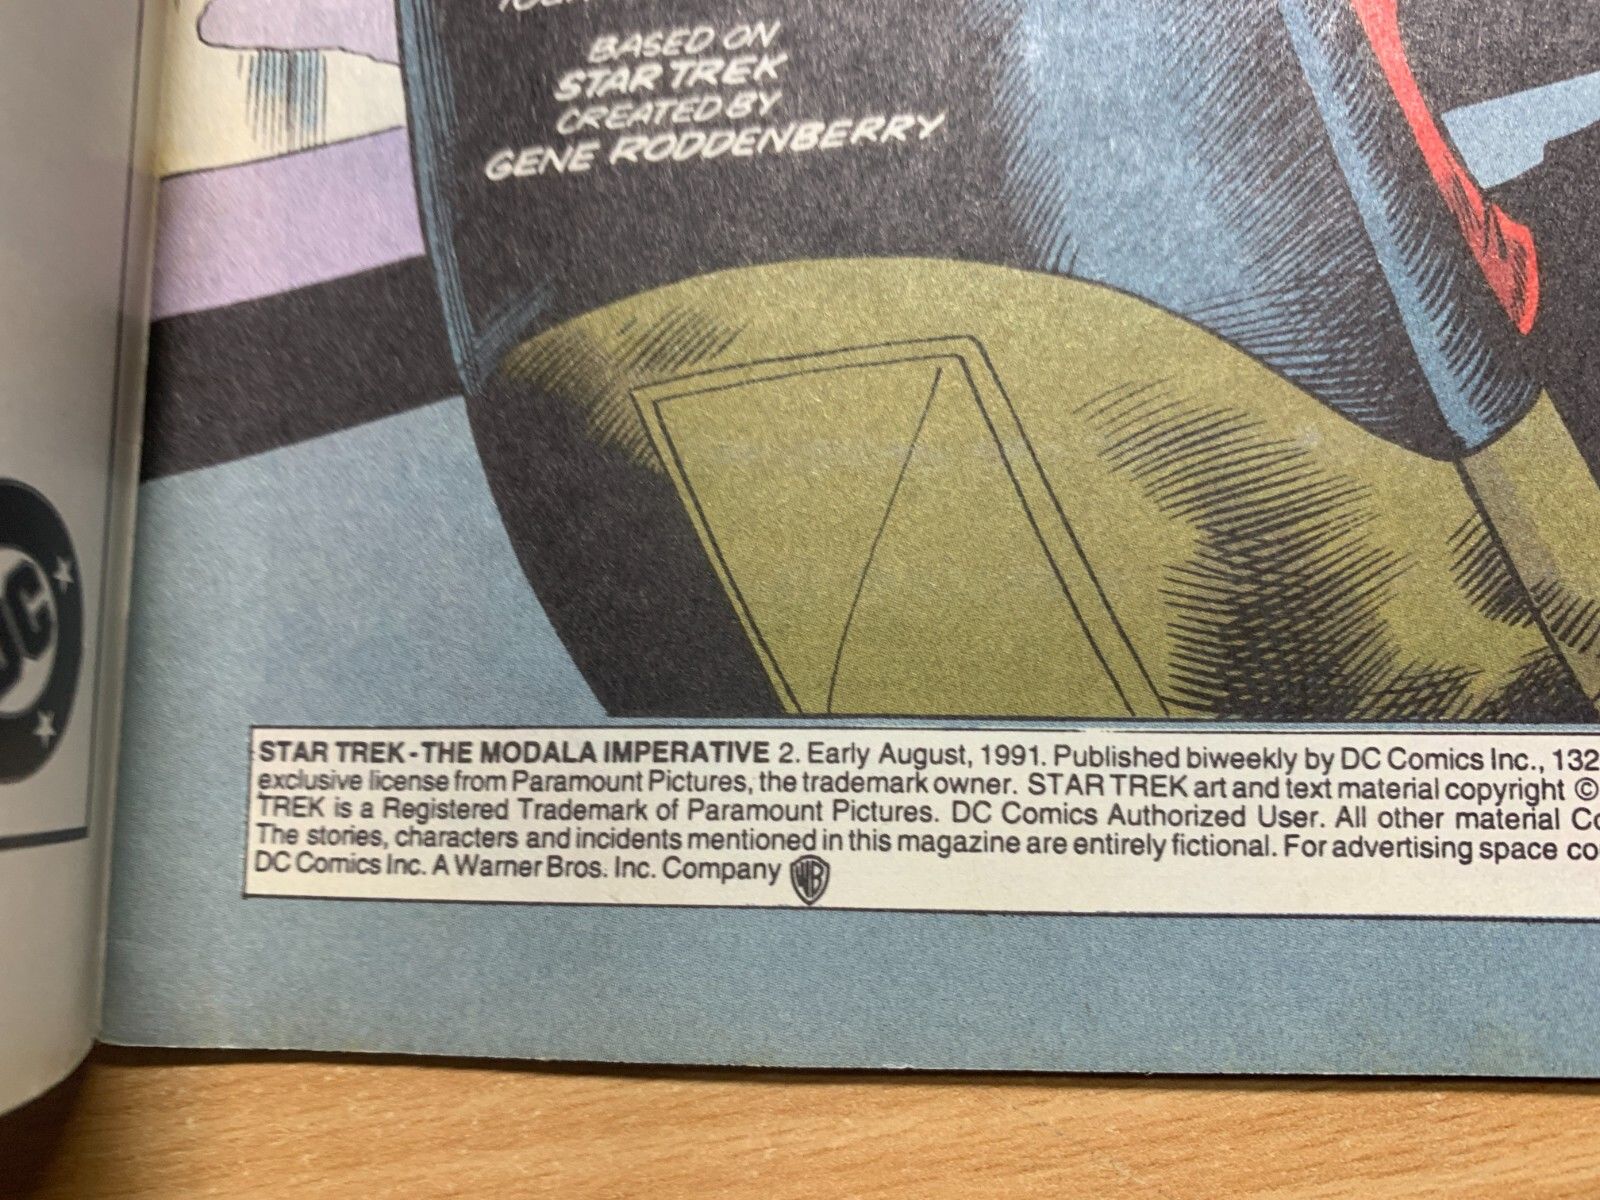 BASED ON
STAR TREK
CREATED BY
GENE RODDENBERRY
DC
STAR TREK - THE MODALA IMPERATIVE 2. Early August, 1991. Published biweekly by DC Comics Inc., 132
exclusive license from Paramount Pictures, the trademark owner. STAR TREK art and text material copyright ©
TREK is a Registered Trademark of Paramount Pictures. DC Comics Authorized User. All other material Co
The stories, characters and incidents mentioned in this magazine are entirely fictional. For advertising space co
DC Comics Inc. A Warner Bros. Inc. Company WB